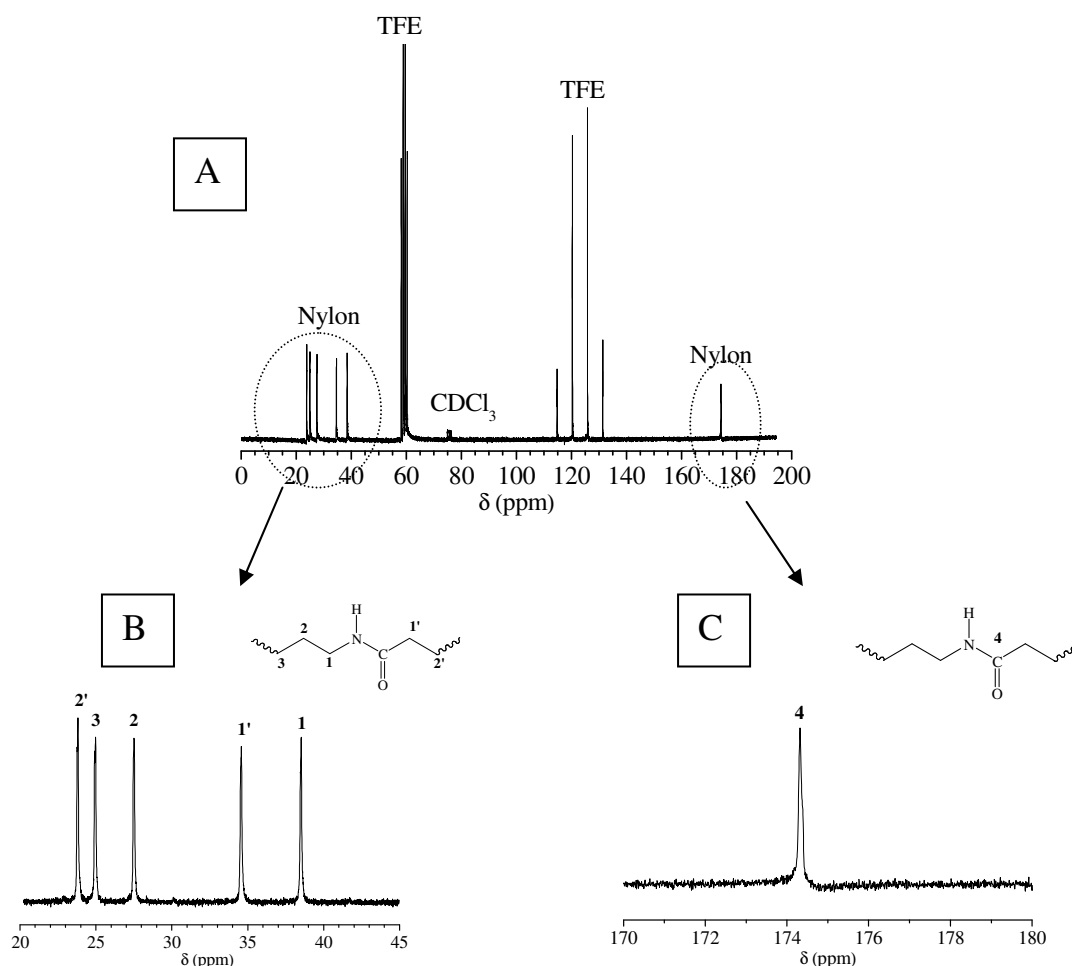 TFE
TFE
A
Nylon
Nylon
CDCl3
0 20 40 60 80 100 120 140 160 180 200
δ (ppm)
B
H
2 N 1'
3 1 2'
O
C
H
N 4
O
2' 3 2 1' 1
4
20 25 30 35 40 45
δ (ppm)
170 172 174 176 178 180
δ (ppm)